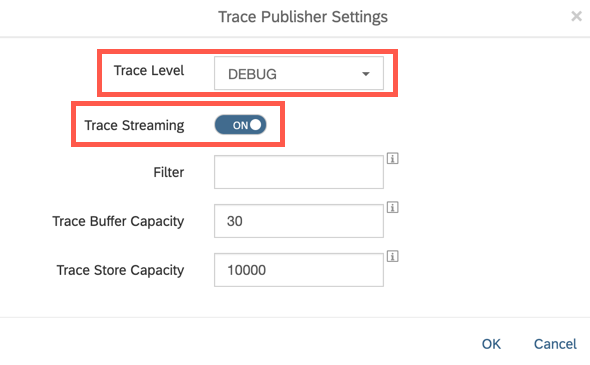 Trace Publisher Settings ×
Trace Level DEBUG
Trace Streaming ON
Filter
Trace Buffer Capacity 30
Trace Store Capacity 10000
OK Cancel